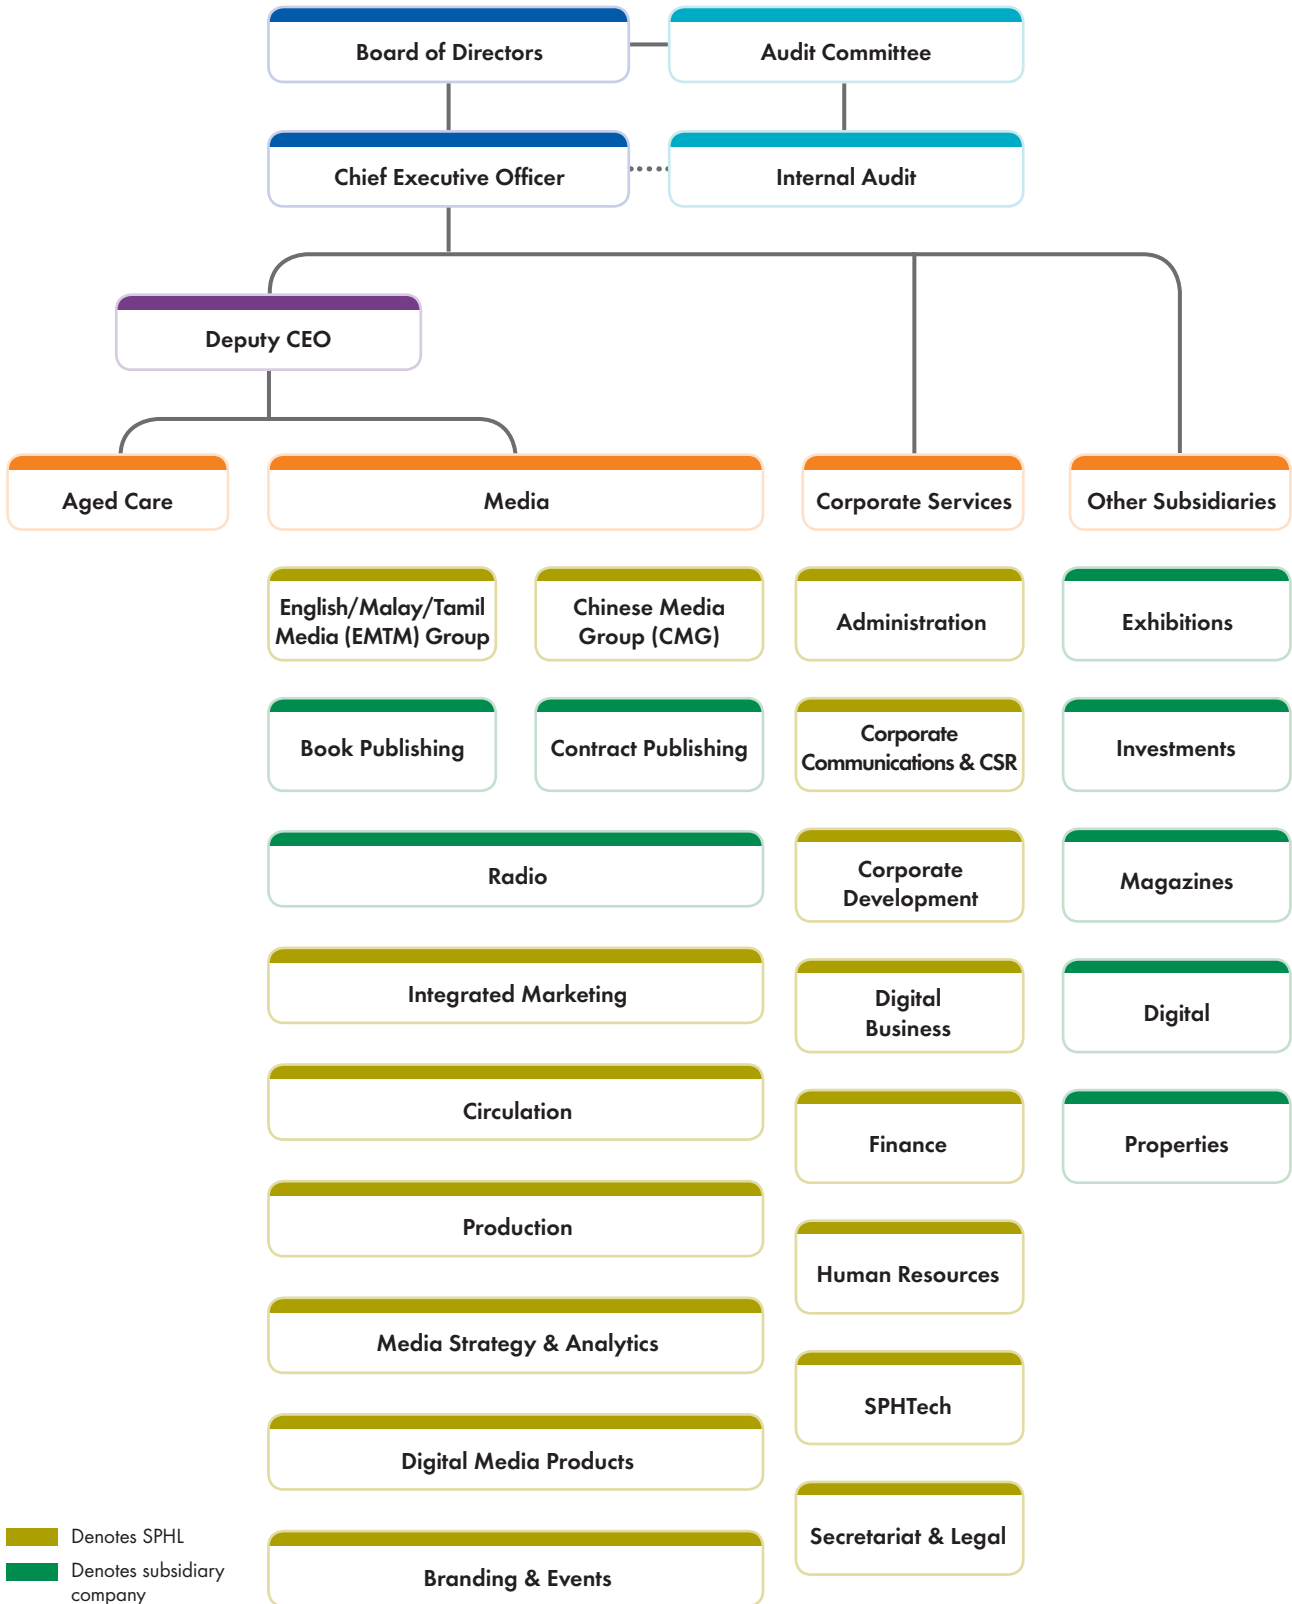 Board of Directors
Audit Committee
Chief Executive Officer
Internal Audit
Deputy CEO
Aged Care
Media
Corporate Services
Other Subsidiaries
English/Malay/Tamil
Media (EMTM) Group
Chinese Media
Group (CMG)
Administration
Exhibitions
Book Publishing
Contract Publishing
Corporate
Communications & CSR
Investments
Radio
Corporate
Development
Magazines
Integrated Marketing
Digital
Business
Digital
Circulation
Finance
Properties
Production
Human Resources
Media Strategy & Analytics
SPHTech
Digital Media Products
Secretariat & Legal
Branding & Events
Denotes SPHL
Denotes subsidiary
company